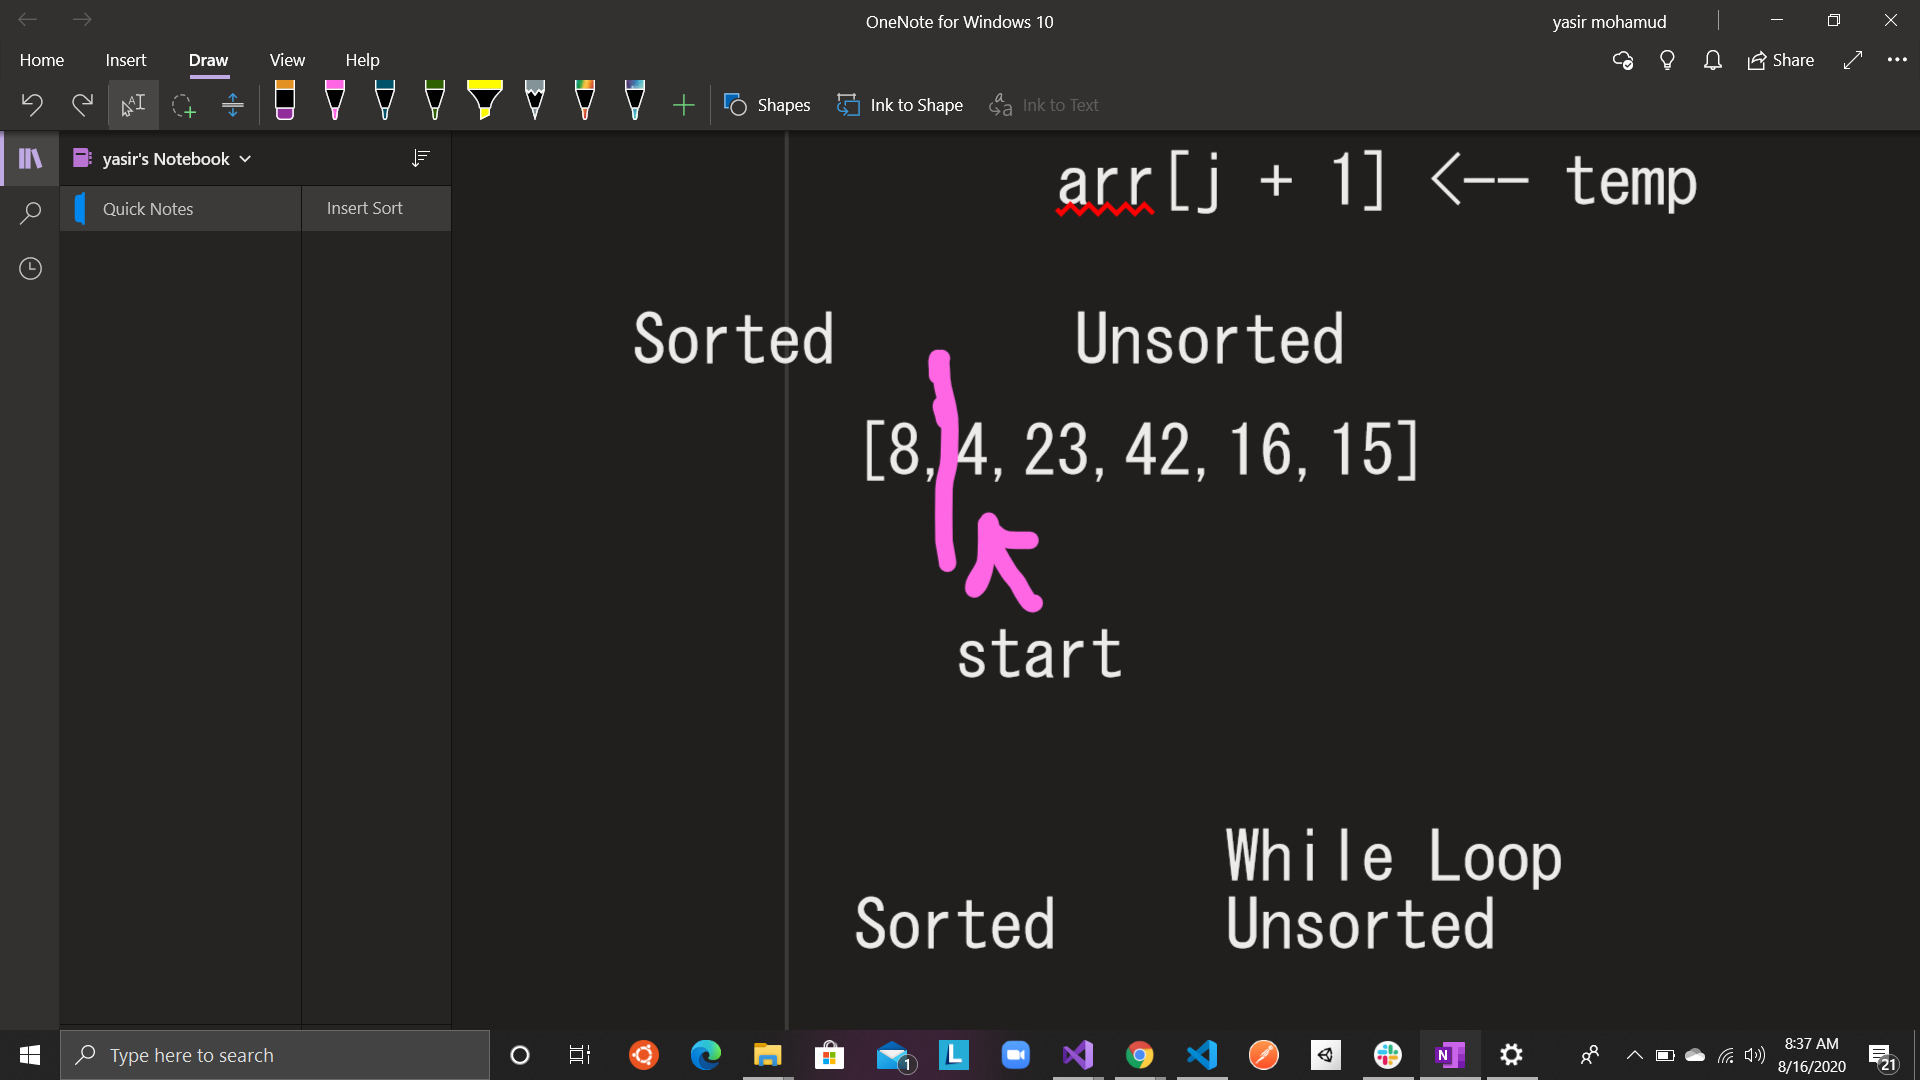 OneNote for Windows 10
yasir mohamud
Home Insert Draw View Help
Share
Shapes Ink to Shape Ink to Text
yasir's Notebook
Quick Notes
Insert Sort
arr[j + 1] <-- temp
Sorted Unsorted
[8, 4, 23, 42, 16, 15]
start
While Loop
Sorted Unsorted
Type here to search
1
L
N
8:37 AM
8/16/2020
21